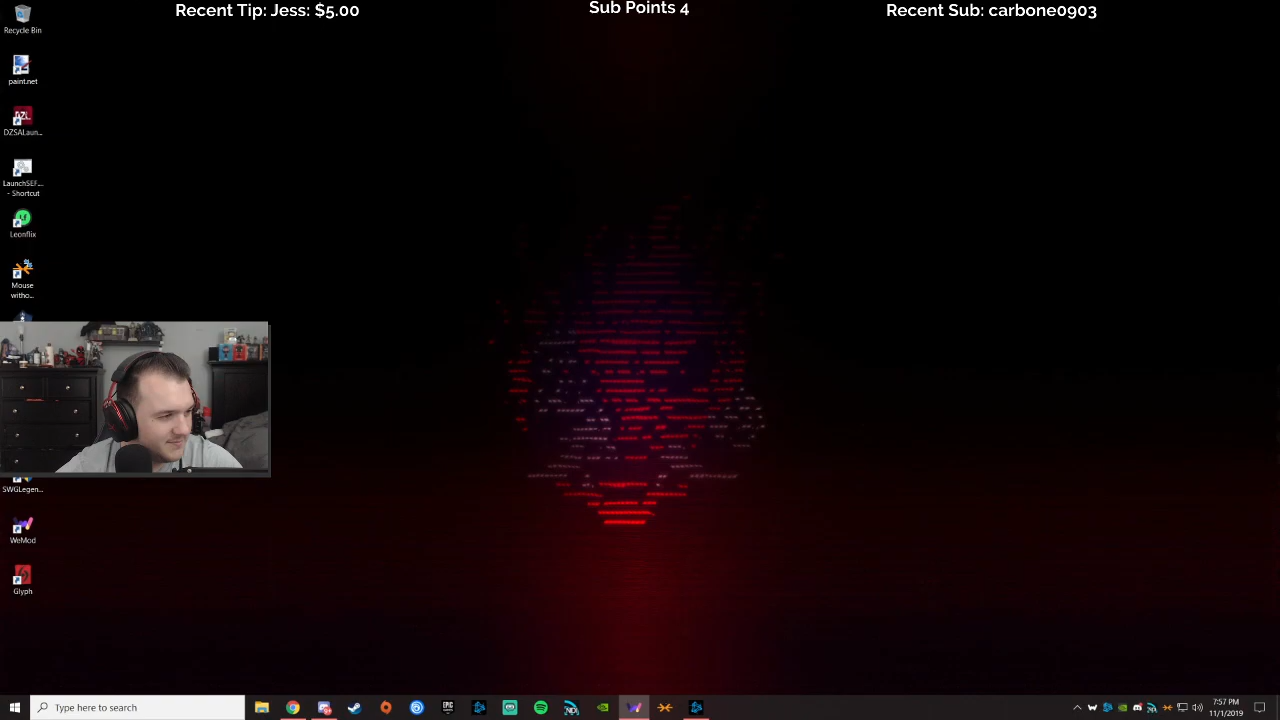 Recent Tip: Jess: $5.00
Sub Points 4
Recent Sub: carbone0903
Recycle Bin
paint.net
DZSALaun...
LaunchSEF...
- Shortcut
Leonflix
Mouse
witho...
SWGLegen...
WeMod
Glyph
Type here to search
7:57 PM
11/1/2019